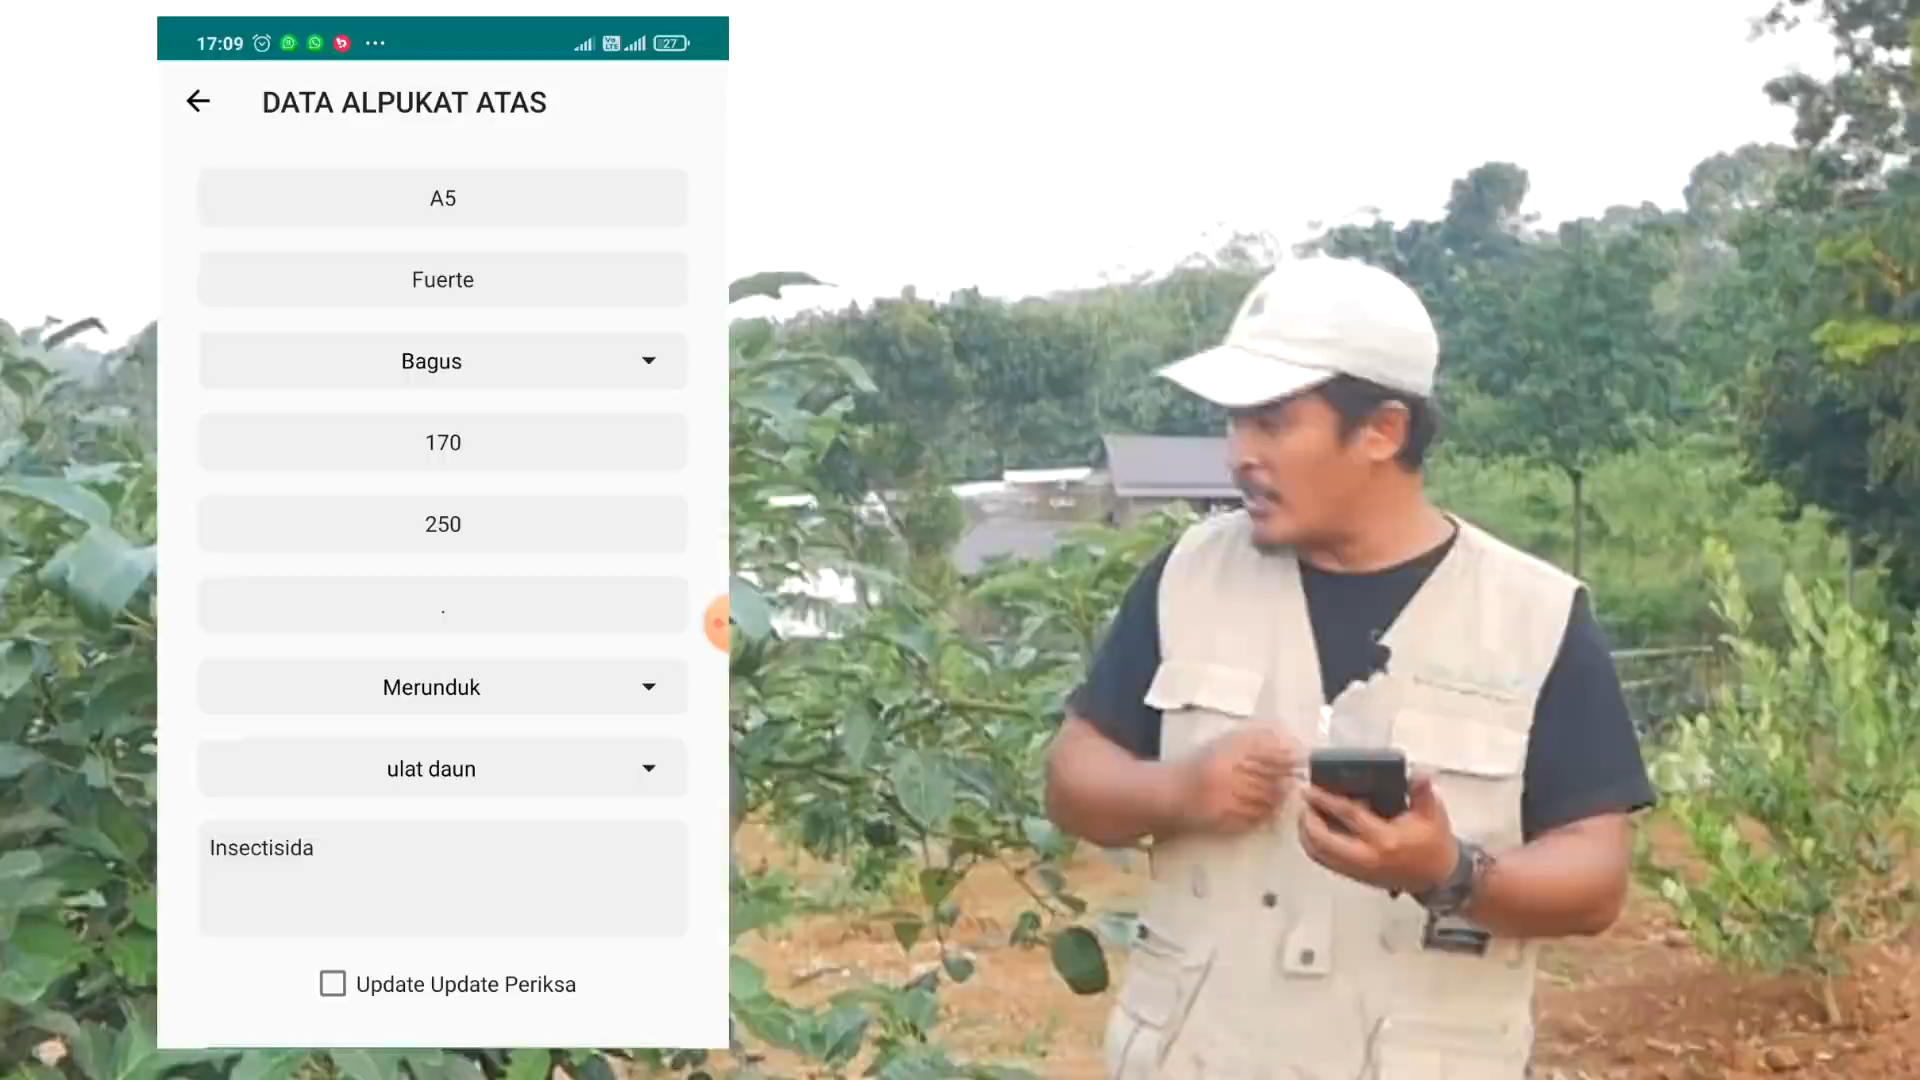 17:09
27
DATA ALPUKAT ATAS
A5
Fuerte
Bagus
170
250
.
Merunduk
ulat daun
Insectisida
Update Update Periksa